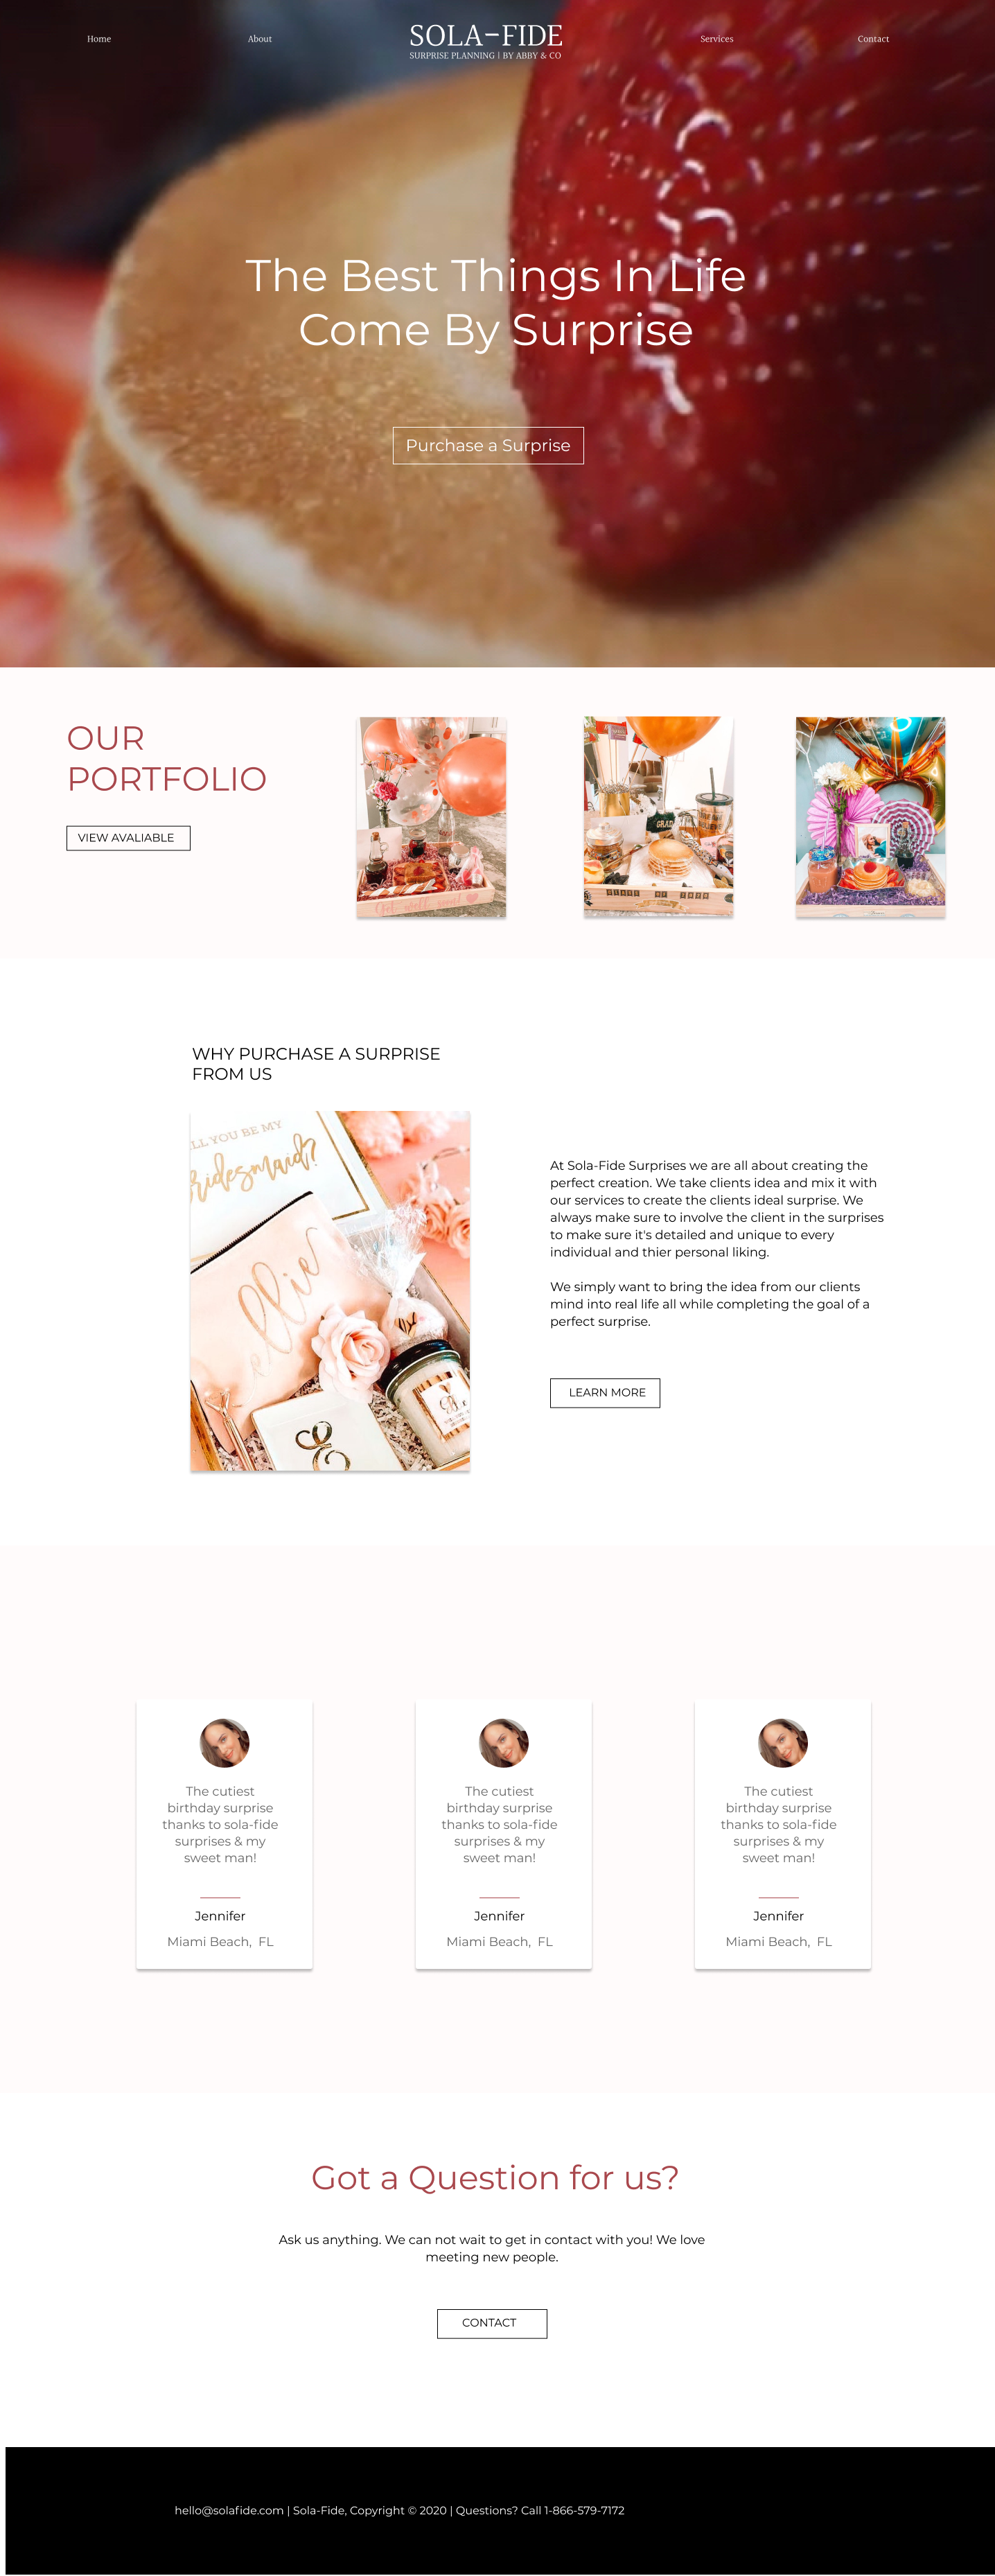 Home
About
SOLA-FIDE
SURPRISE PLANNING | BY ABBY & CO
Services
Contact
The Best Things In Life
Come By Surprise
Purchase a Surprise
OUR
PORTFOLIO
VIEW AVALIABLE
Get well soon
GRAD
CLASS OF 2020
WHY PURCHASE A SURPRISE
FROM US
ILL YOU BE MY
ridesmaid?
ellie
E
At Sola-Fide Surprises we are all about creating the
perfect creation. We take clients idea and mix it with
our services to create the clients ideal surprise. We
always make sure to involve the client in the surprises
to make sure it's detailed and unique to every
individual and thier personal liking.
We simply want to bring the idea from our clients
mind into real life all while completing the goal of a
perfect surprise.
LEARN MORE
The cutiest
birthday surprise
thanks to sola-fide
surprises & my
sweet man!
Jennifer
Miami Beach, FL
The cutiest
birthday surprise
thanks to sola-fide
surprises & my
sweet man!
Jennifer
Miami Beach, FL
The cutiest
birthday surprise
thanks to sola-fide
surprises & my
sweet man!
Jennifer
Miami Beach, FL
Got a Question for us?
Ask us anything. We can not wait to get in contact with you! We love
meeting new people.
CONTACT
hello@solafide.com | Sola-Fide, Copyright © 2020 | Questions? Call 1-866-579-7172